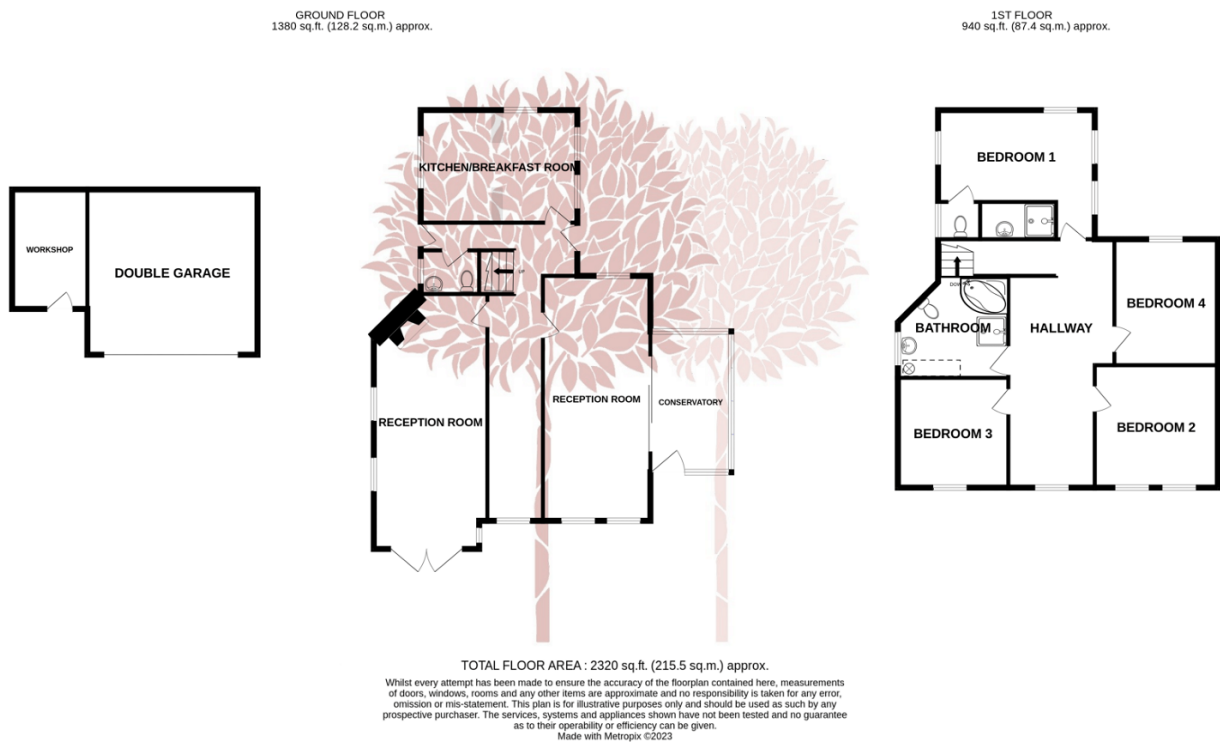 GROUND FLOOR
1380 sq.ft. (128.2 sq.m.) approx.
1ST FLOOR
940 sq.ft. (87.4 sq.m.) approx.
KITCHEN/BREAKFAST ROOM
BEDROOM 1
WORKSHOP
DOUBLE GARAGE
UP
DOWN
BEDROOM 4
BATHROOM
HALLWAY
RECEPTION ROOM
RECEPTION ROOM
CONSERVATORY
BEDROOM 3
BEDROOM 2
TOTAL FLOOR AREA : 2320 sq.ft. (215.5 sq.m.) approx.
Whilst every attempt has been made to ensure the accuracy of the floorplan contained here, measurements
of doors, windows, rooms and any other items are approximate and no responsibility is taken for any error,
omission or mis-statement. This plan is for illustrative purposes only and should be used as such by any
prospective purchaser. The services, systems and appliances shown have not been tested and no guarantee
as to their operability or efficiency can be given.
Made with Metropix ©2023